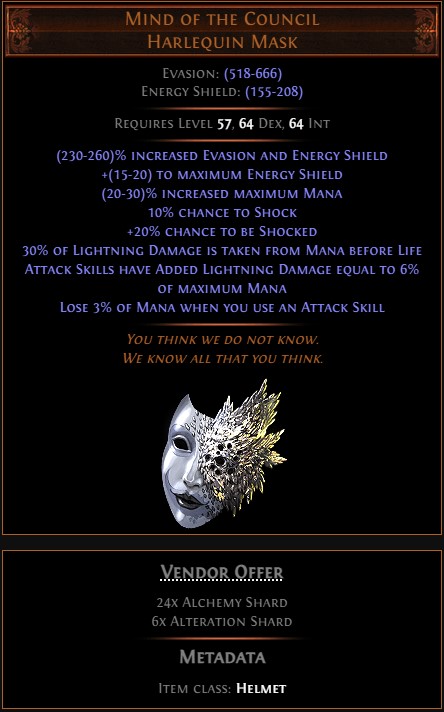 Mind of the Council
Harlequin Mask
Evasion: (518-666)
Energy Shield: (155-208)
Requires Level 57, 64 Dex, 64 Int
(230-260)% increased Evasion and Energy Shield
+(15-20) to maximum Energy Shield
(20-30)% increased maximum Mana
10% chance to Shock
+20% chance to be Shocked
30% of Lightning Damage is taken from Mana before Life
Attack Skills have Added Lightning Damage equal to 6%
of maximum Mana
Lose 3% of Mana when you use an Attack Skill
You think we do not know.
We know all that you think.
Vendor Offer
24x Alchemy Shard
6x Alteration Shard
Metadata
Item class: Helmet